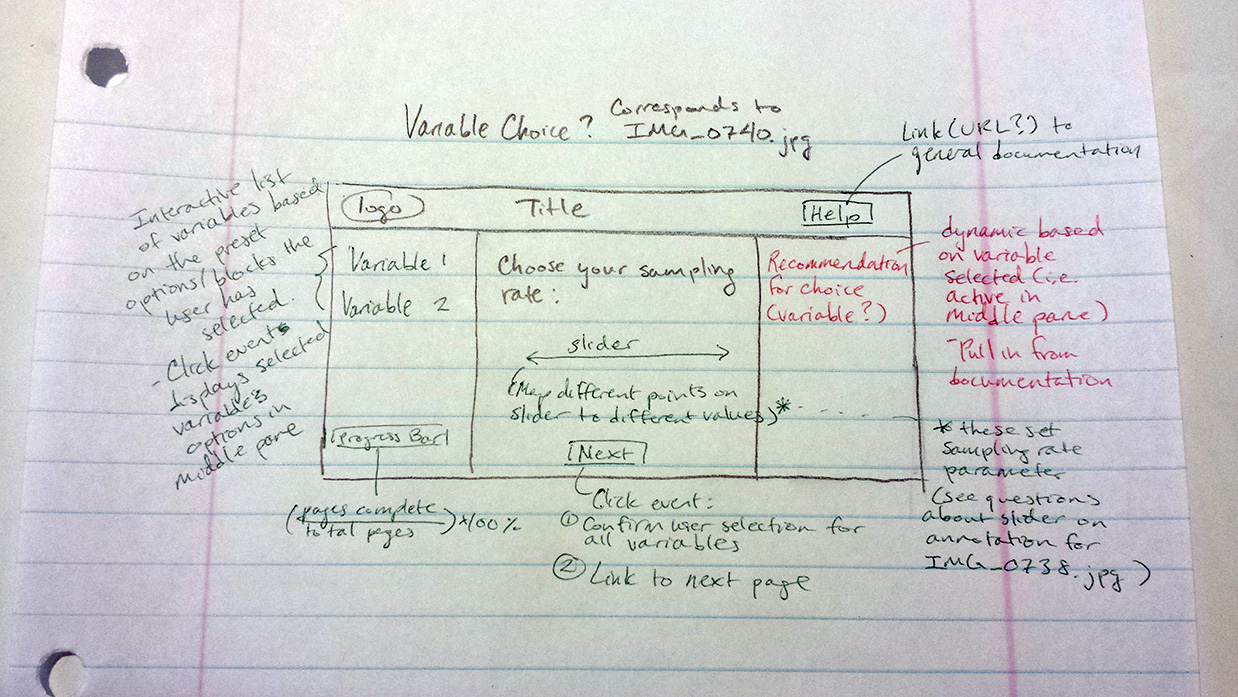 Variable Choice?
Corresponds to
IMG_0740.jpg
Link (URL?) to
general documentation
Interactive list
of variables based
on the preset
options/blocks the
user has
selected.
- Click event
displays selected
variables
options in
middle pane
logo
Title
Help
Variable 1
Variable 2
Progress Bar
Choose your sampling
rate:
slider
(Map different points on
slider to different values)*
Next
Recommendation
for choice
(variable?)
dynamic based
on variable
selected (i.e.
active in
middle pane)
- Pull in from
documentation
* these set
sampling rate
parameter
(see questions
about slider on
annotation for
IMG_0738.jpg)
(pages complete
total pages) * 100%
Click event:
① Confirm user selection for
all variables
② Link to next page